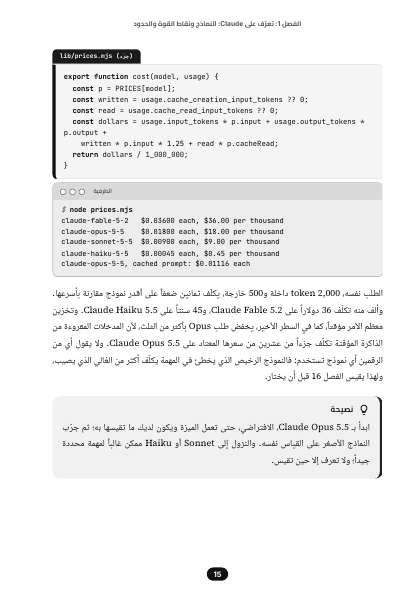 الفصل 1: تعرّف على Claude: النماذج ونقاط القوة والحدود
lib/prices.mjs (جزء)
export function cost(model, usage) {
const p = PRICES[model];
const written = usage.cache_creation_input_tokens ?? 0;
const read = usage.cache_read_input_tokens ?? 0;
const dollars = usage.input_tokens * p.input + usage.output_tokens *
p.output +
written * p.input * 1.25 + read * p.cacheRead;
return dollars / 1_000_000;
}
الطرفية
$ node prices.mjs
claude-fable-5-2 $0.03600 each, $36.00 per thousand
claude-opus-5-5 $0.01800 each, $18.00 per thousand
claude-sonnet-5-5 $0.00900 each, $9.00 per thousand
claude-haiku-5-5 $0.00045 each, $0.45 per thousand
claude-opus-5-5, cached prompt: $0.01116 each
الطلب نفسه، 2,000 token داخلة و500 خارجة، يكلّف ثمانين ضعفاً على أقدر نموذج مقارنة بأسرعها.
وألف منه تكلّف 36 دولاراً على Claude Fable 5.2، و45 سنتاً على Claude Haiku 5.5. وتخزين
معظم الأمر مؤقتاً، كما في السطر الأخير، يخفض طلب Opus بأكثر من الثلث، لأن المدخلات المقروءة من
الذاكرة المؤقتة تكلّف جزءاً من عشرين من سعرها المعتاد على Claude Opus 5.5. ولا يقول أي من
الرقمين أي نموذج تستخدم: فالنموذج الرخيص الذي يخطئ في المهمة يكلّف أكثر من الغالي الذي يصيب،
ولهذا يقيس الفصل 16 قبل أن يختار.
نصيحة
ابدأ بـ Claude Opus 5.5، الافتراضي، حتى تعمل الميزة ويكون لديك ما تقيسها به؛ ثم جرّب
النماذج الأصغر على القياس نفسه. والنزول إلى Sonnet أو Haiku ممكن غالباً لمهمة محددة
جيداً؛ ولا تعرف إلا حين تقيس.
15